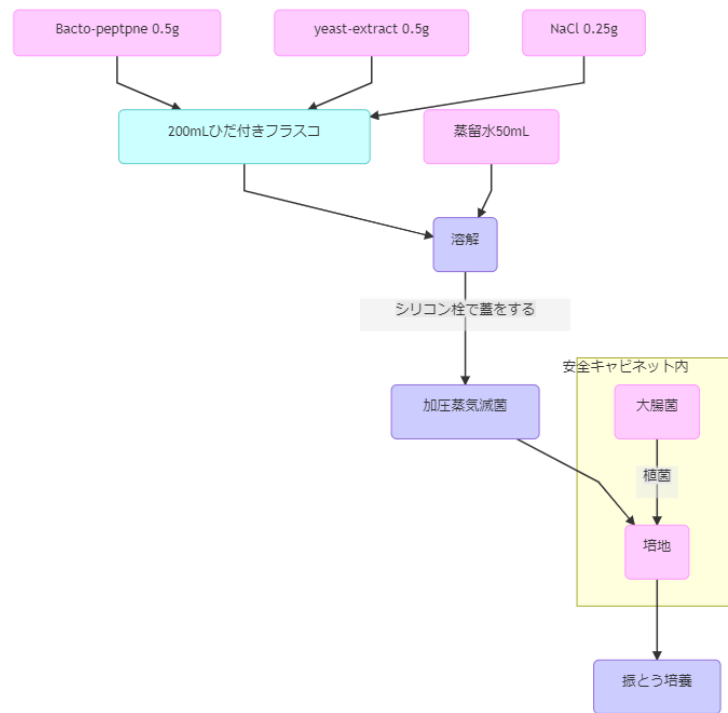 Bacto-peptpne 0.5g
yeast-extract 0.5g
NaCl 0.25g
200mLひだ付きフラスコ
蒸留水50mL
溶解
シリコン栓で蓋をする
安全キャビネット内
加圧蒸気滅菌
大腸菌
植菌
培地
振とう培養